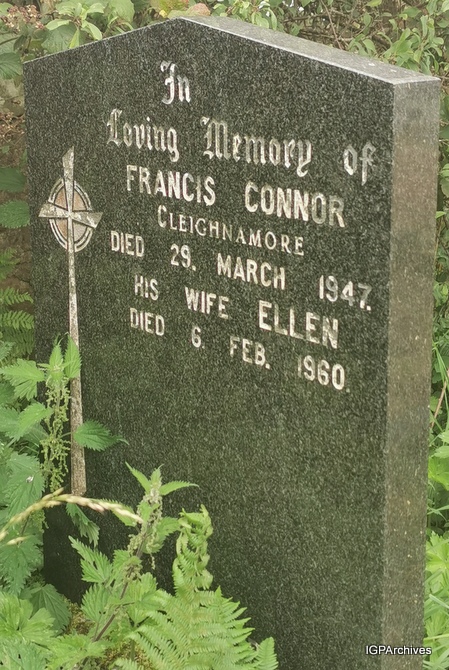 In
Loving Memory of
FRANCIS CONNOR
CLEIGHNAMORE
DIED 29. MARCH 1947.
HIS WIFE ELLEN
DIED 6. FEB. 1960.
IGPArchives